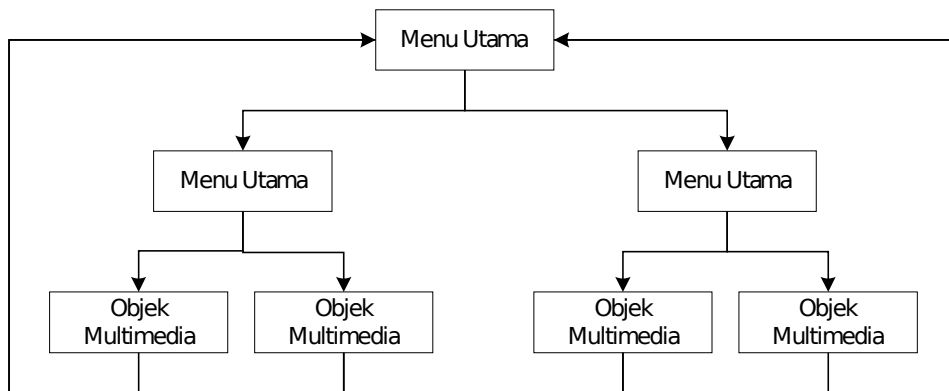 Menu Utama
Menu Utama
Menu Utama
Objek
Multimedia
Objek
Multimedia
Objek
Multimedia
Objek
Multimedia